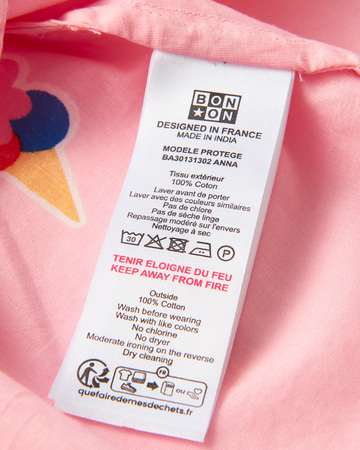 BON
TON
DESIGNED IN FRANCE
MADE IN INDIA
MODELE PROTEGE
BA30131302 ANNA
Tissu extérieur
100% Coton
Laver avant de porter
Laver avec des couleurs similaires
Pas de chlore
Pas de sèche linge
Repassage modéré sur l'envers
Nettoyage à sec
30 P
TENIR ELOIGNE DU FEU
KEEP AWAY FROM FIRE
Outside
100% Cotton
Wash before wearing
Wash with like colors
No chlorine
No dryer
Moderate ironing on the reverse
Dry cleaning
FR
ou
quefairedemesdechets.fr